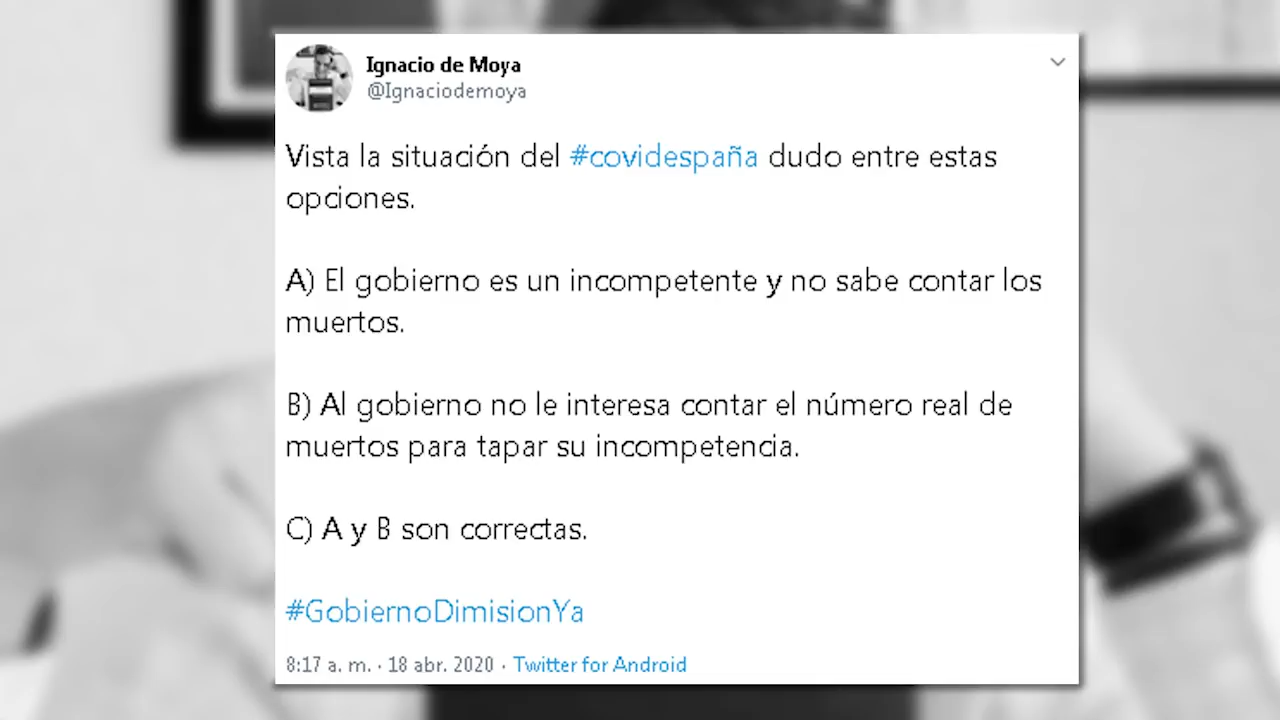 Ignacio de Moya
@Ignaciodemoya
Vista la situación del #covidespaña dudo entre estas
opciones.
A) El gobierno es un incompetente y no sabe contar los
muertos.
B) Al gobierno no le interesa contar el número real de
muertos para tapar su incompetencia.
C) A y B son correctas.
#GobiernoDimisionYa
8:17 a. m. · 18 abr. 2020 · Twitter for Android